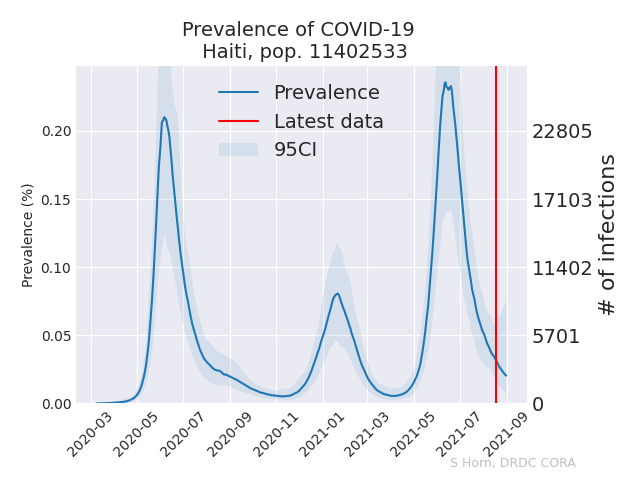 Prevalence of COVID-19
Haiti, pop. 11402533
Prevalence
Latest data
95CI
Prevalence (%)
0.20
0.15
0.10
0.05
0.00
22805
17103
11402
5701
0
# of infections
2020-03
2020-05
2020-07
2020-09
2020-11
2021-01
2021-03
2021-05
2021-07
2021-09
S Horn, DRDC CORA